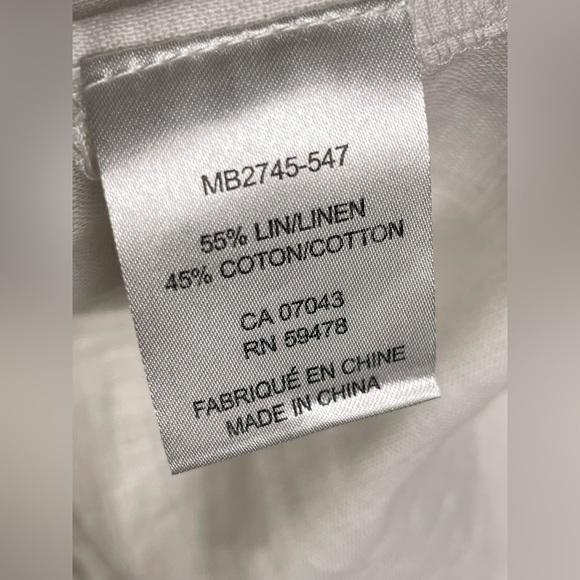 MB2745-547
55% LIN/LINEN
45% COTON/COTTON
CA 07043
RN 59478
FABRIQUÉ EN CHINE
MADE IN CHINA